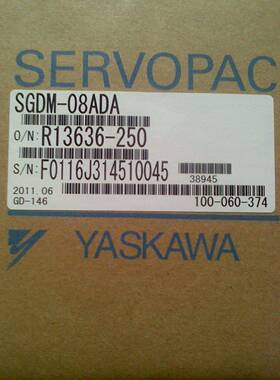 SERVOPAC
SGDM-08ADA
O/N R13636-250
S/N F0116J314510045
38945
2011.06
GD-146
100-060-374
YASKAWA